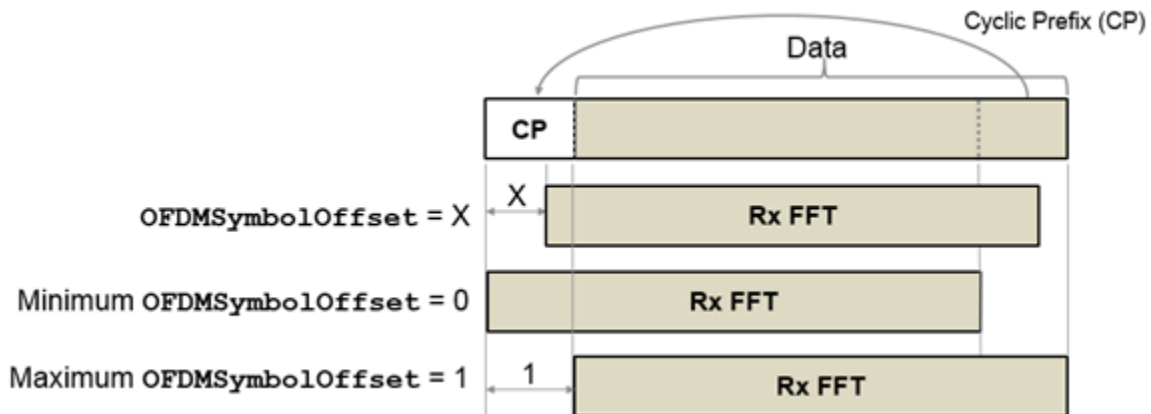 Cyclic Prefix (CP)
Data
CP
X
OFDMSymbolOffset = X
Rx FFT
Minimum OFDMSymbolOffset = 0
Rx FFT
Maximum OFDMSymbolOffset = 1
1
Rx FFT